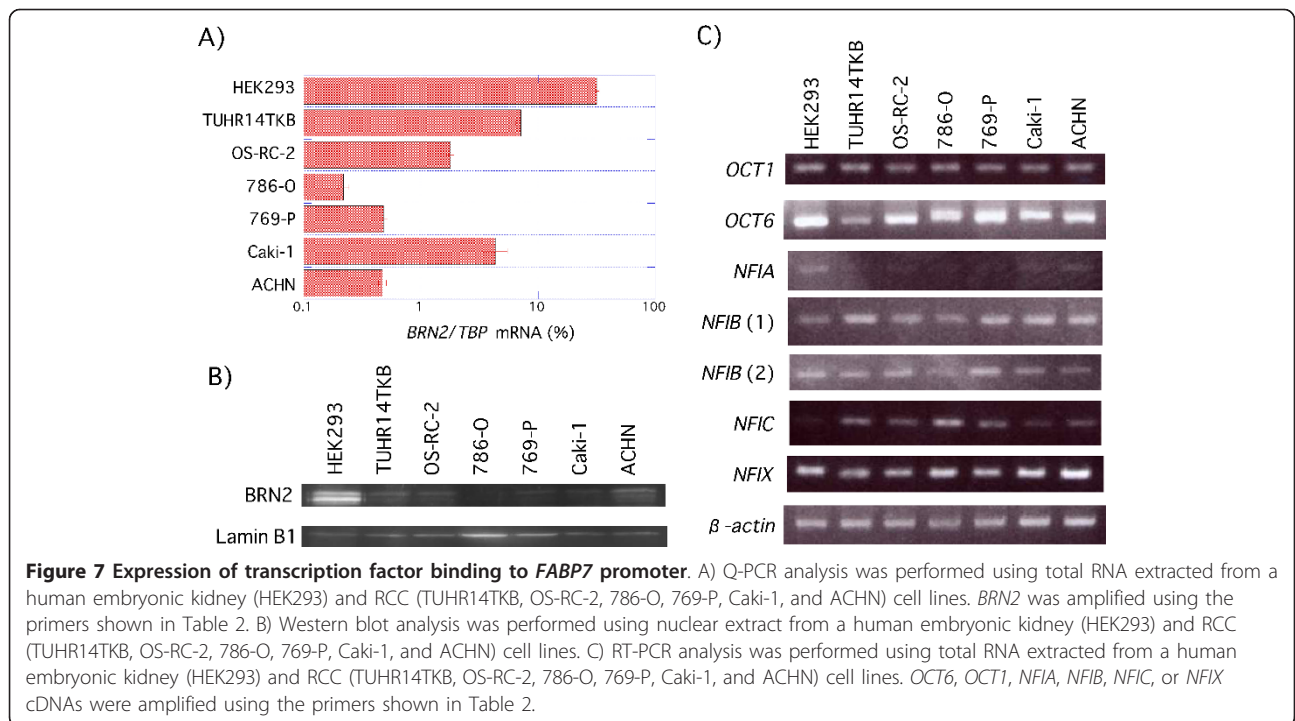 A)
HEK293
TUHR14TKB
OS-RC-2
786-O
769-P
Caki-1
ACHN
0.1 1 10 100
BRN2/TBP mRNA (%)
B)
HEK293 TUHR14TKB OS-RC-2 786-O 769-P Caki-1 ACHN
BRN2
Lamin B1
C)
HEK293 TUHR14TKB OS-RC-2 786-O 769-P Caki-1 ACHN
OCT1
OCT6
NFIA
NFIB (1)
NFIB (2)
NFIC
NFIX
β-actin
Figure 7 Expression of transcription factor binding to FABP7 promoter. A) Q-PCR analysis was performed using total RNA extracted from a
human embryonic kidney (HEK293) and RCC (TUHR14TKB, OS-RC-2, 786-O, 769-P, Caki-1, and ACHN) cell lines. BRN2 was amplified using the
primers shown in Table 2. B) Western blot analysis was performed using nuclear extract from a human embryonic kidney (HEK293) and RCC
(TUHR14TKB, OS-RC-2, 786-O, 769-P, Caki-1, and ACHN) cell lines. C) RT-PCR analysis was performed using total RNA extracted from a human
embryonic kidney (HEK293) and RCC (TUHR14TKB, OS-RC-2, 786-O, 769-P, Caki-1, and ACHN) cell lines. OCT6, OCT1, NFIA, NFIB, NFIC, or NFIX
cDNAs were amplified using the primers shown in Table 2.